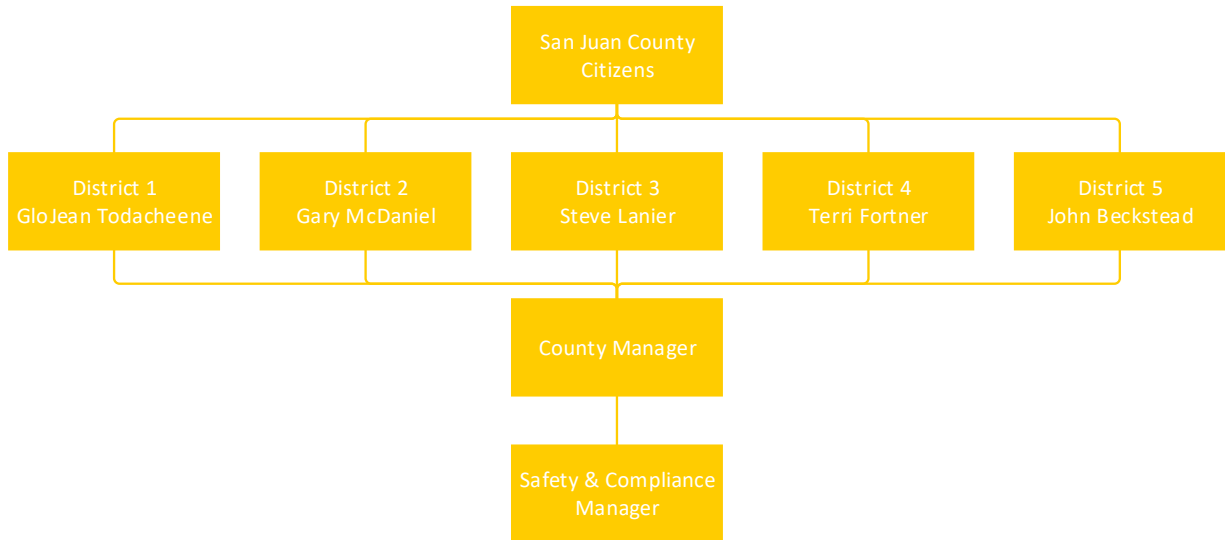 San Juan County
Citizens
District 1
GloJean Todacheene
District 2
Gary McDaniel
District 3
Steve Lanier
District 4
Terri Fortner
District 5
John Beckstead
County Manager
Safety & Compliance
Manager